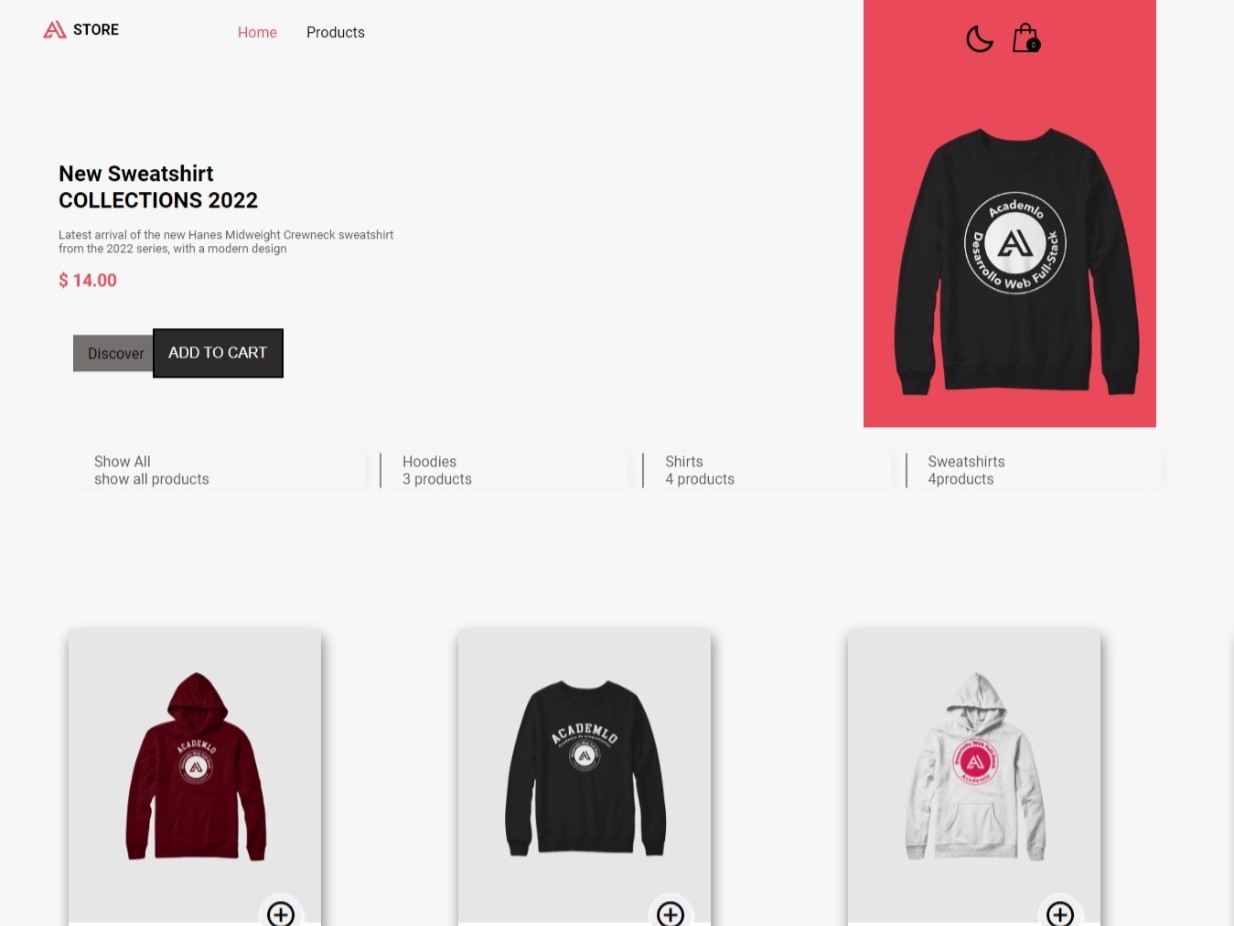 STORE
Home
Products
0
New Sweatshirt
COLLECTIONS 2022
Latest arrival of the new Hanes Midweight Crewneck sweatshirt
from the 2022 series, with a modern design
$ 14.00
Discover
ADD TO CART
Academlo
Desarrollo Web Full-Stack
Show All
show all products
Hoodies
3 products
Shirts
4 products
Sweatshirts
4products
ACADEMLO
ACADEMLO
Desarrollo Web Full-Stack
Academlo